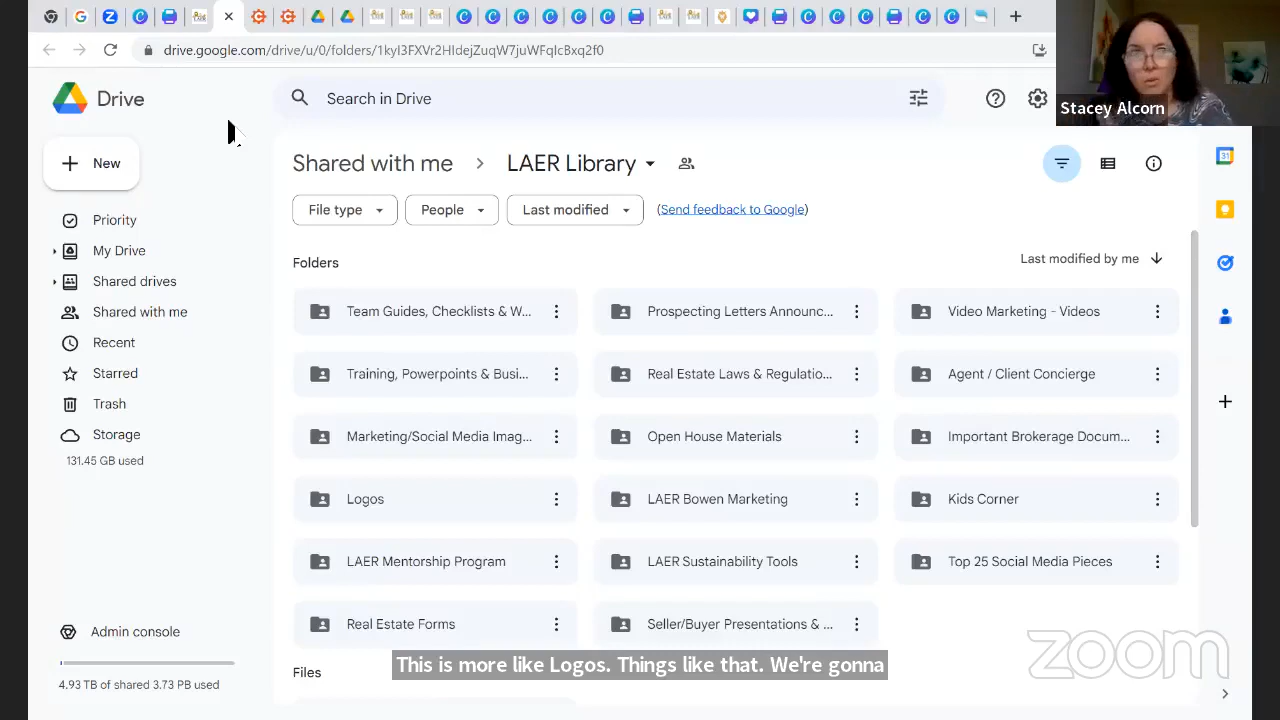 drive.google.com/drive/u/0/folders/1kyl3FXVr2HIdejZuqW7juWFqlcBxq2f0
Drive
Search in Drive
Stacey Alcorn
New
Shared with me
LAER Library
31
File type
People
Last modified
(Send feedback to Google)
Priority
My Drive
Shared drives
Shared with me
Recent
Starred
Trash
Storage
131.45 GB used
Folders
Last modified by me
Team Guides, Checklists & W...
Prospecting Letters Announc...
Video Marketing - Videos
Training, Powerpoints & Busi...
Real Estate Laws & Regulatio...
Agent / Client Concierge
Marketing/Social Media Imag...
Open House Materials
Important Brokerage Docum...
Logos
LAER Bowen Marketing
Kids Corner
LAER Mentorship Program
LAER Sustainability Tools
Top 25 Social Media Pieces
Real Estate Forms
Seller/Buyer Presentations & ...
Admin console
4.93 TB of shared 3.73 PB used
Files
This is more like Logos. Things like that. We're gonna
zoom